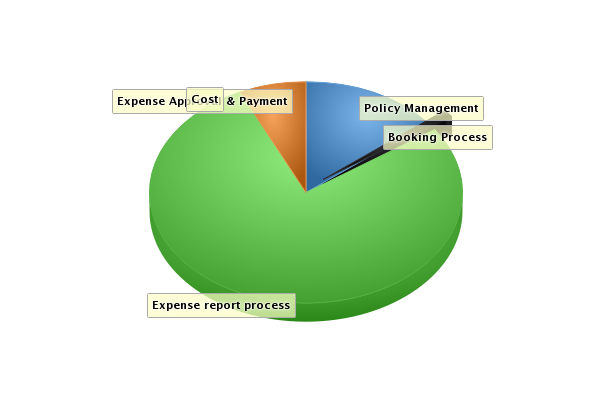 Expense & Payment
Cost
Policy Management
Booking Process
Expense report process